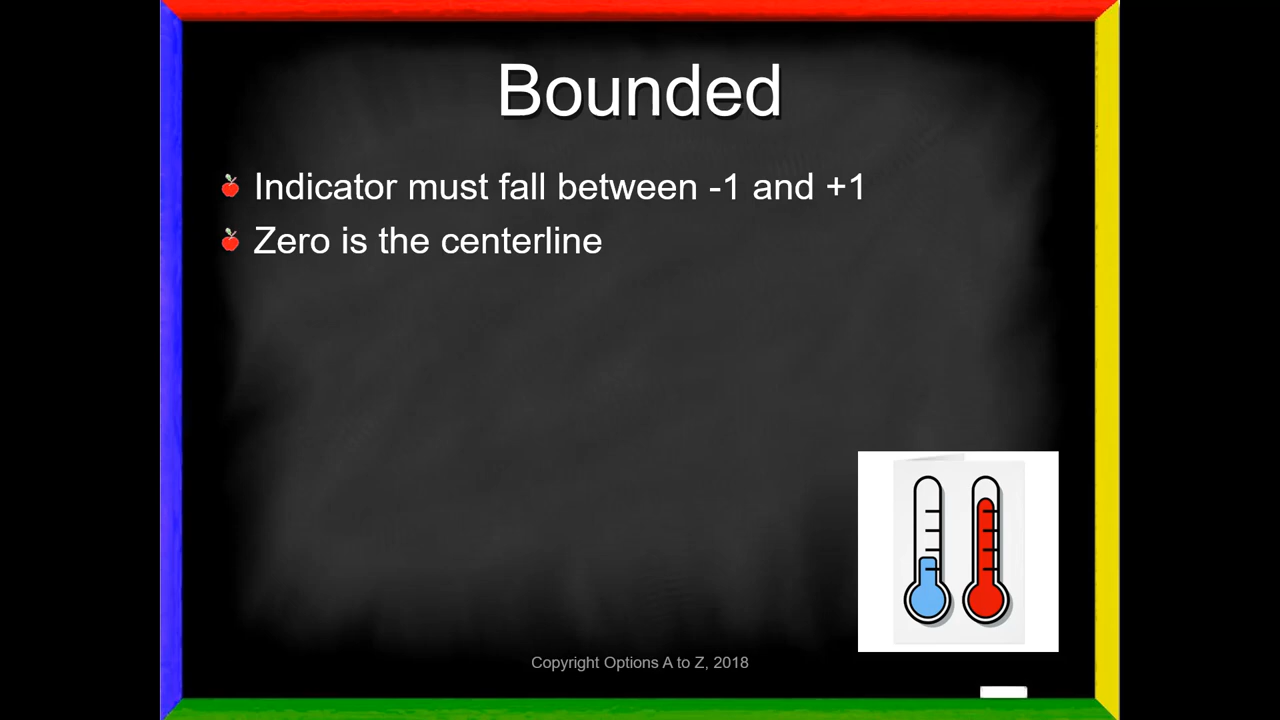 Bounded
Indicator must fall between -1 and +1
Zero is the centerline
Copyright Options A to Z, 2018